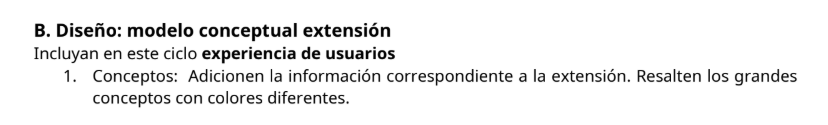 B. Diseño: modelo conceptual extensión
Incluyan en este ciclo experiencia de usuarios
1. Conceptos: Adicionen la información correspondiente a la extensión. Resalten los grandes
conceptos con colores diferentes.